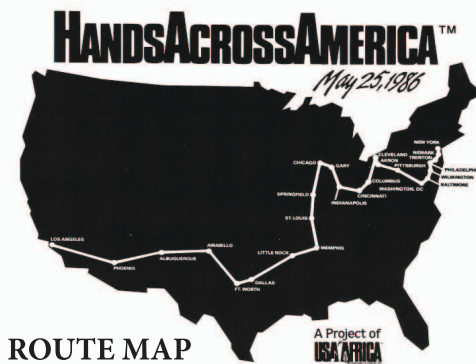 HANDSACROSSAMERICA™
May 25, 1986
NEW YORK
NEWARK
TRENTON
CLEVELAND
AKRON
PITTSBURGH
PHILADELPHIA
WILMINGTON
BALTIMORE
WASHINGTON, DC
COLUMBUS
CINCINNATI
INDIANAPOLIS
CHICAGO
GARY
SPRINGFIELD
ST. LOUIS
MEMPHIS
LITTLE ROCK
DALLAS
FT. WORTH
AMARILLO
ALBUQUERQUE
PHOENIX
LOS ANGELES
A Project of
USA AFRICA
ROUTE MAP